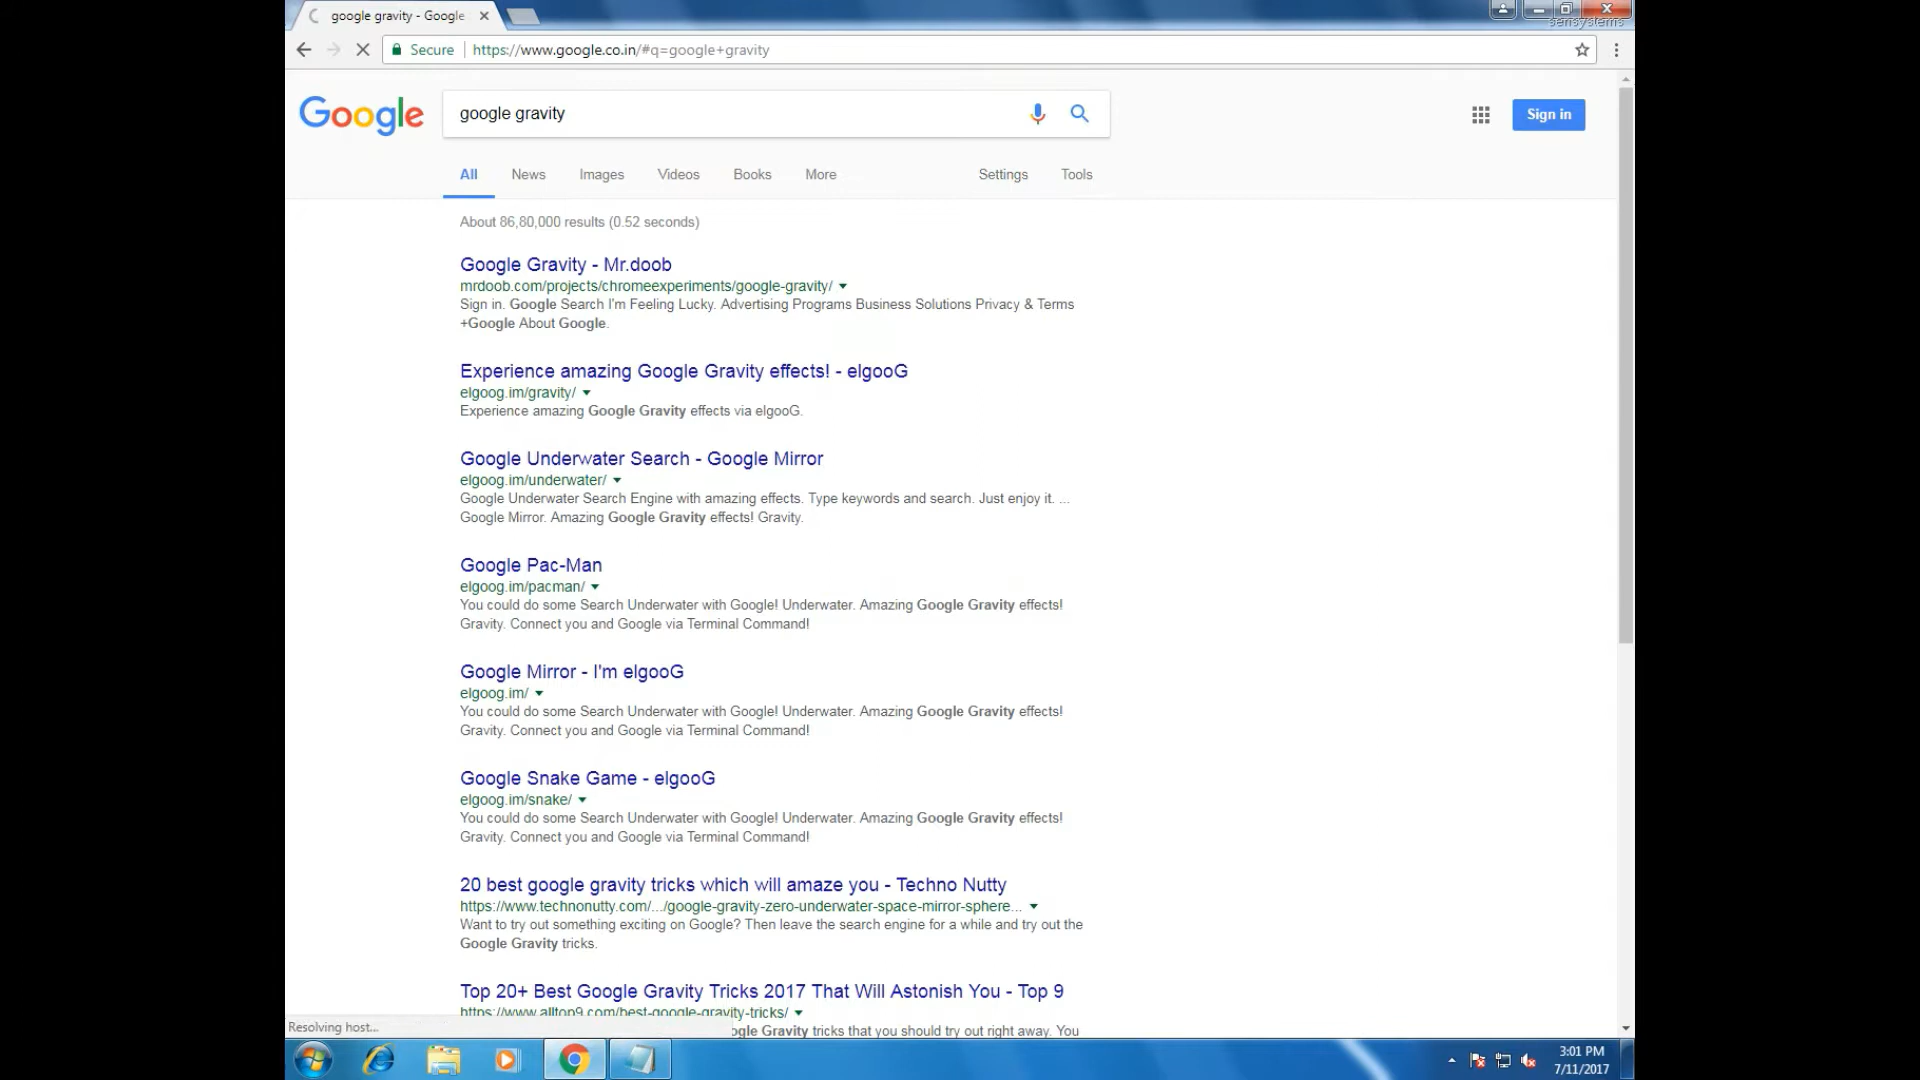 google gravity - Google
sensystems
Secure https://www.google.co.in/#q=google+gravity
Google
google gravity
Sign in
All News Images Videos Books More Settings Tools
About 86,80,000 results (0.52 seconds)
Google Gravity - Mr.doob
mrdoob.com/projects/chromeexperiments/google-gravity/
Sign in. Google Search I'm Feeling Lucky. Advertising Programs Business Solutions Privacy & Terms
+Google About Google.
Experience amazing Google Gravity effects! - elgooG
elgoog.im/gravity/
Experience amazing Google Gravity effects via elgooG.
Google Underwater Search - Google Mirror
elgoog.im/underwater/
Google Underwater Search Engine with amazing effects. Type keywords and search. Just enjoy it. ...
Google Mirror. Amazing Google Gravity effects! Gravity.
Google Pac-Man
elgoog.im/pacman/
You could do some Search Underwater with Google! Underwater. Amazing Google Gravity effects!
Gravity. Connect you and Google via Terminal Command!
Google Mirror - I'm elgooG
elgoog.im/
You could do some Search Underwater with Google! Underwater. Amazing Google Gravity effects!
Gravity. Connect you and Google via Terminal Command!
Google Snake Game - elgooG
elgoog.im/snake/
You could do some Search Underwater with Google! Underwater. Amazing Google Gravity effects!
Gravity. Connect you and Google via Terminal Command!
20 best google gravity tricks which will amaze you - Techno Nutty
https://www.technonutty.com/.../google-gravity-zero-underwater-space-mirror-sphere...
Want to try out something exciting on Google? Then leave the search engine for a while and try out the
Google Gravity tricks.
Top 20+ Best Google Gravity Tricks 2017 That Will Astonish You - Top 9
https://www.alltop9.com/best-google-gravity-tricks/
Google Gravity tricks that you should try out right away. You
Resolving host...
3:01 PM
7/11/2017